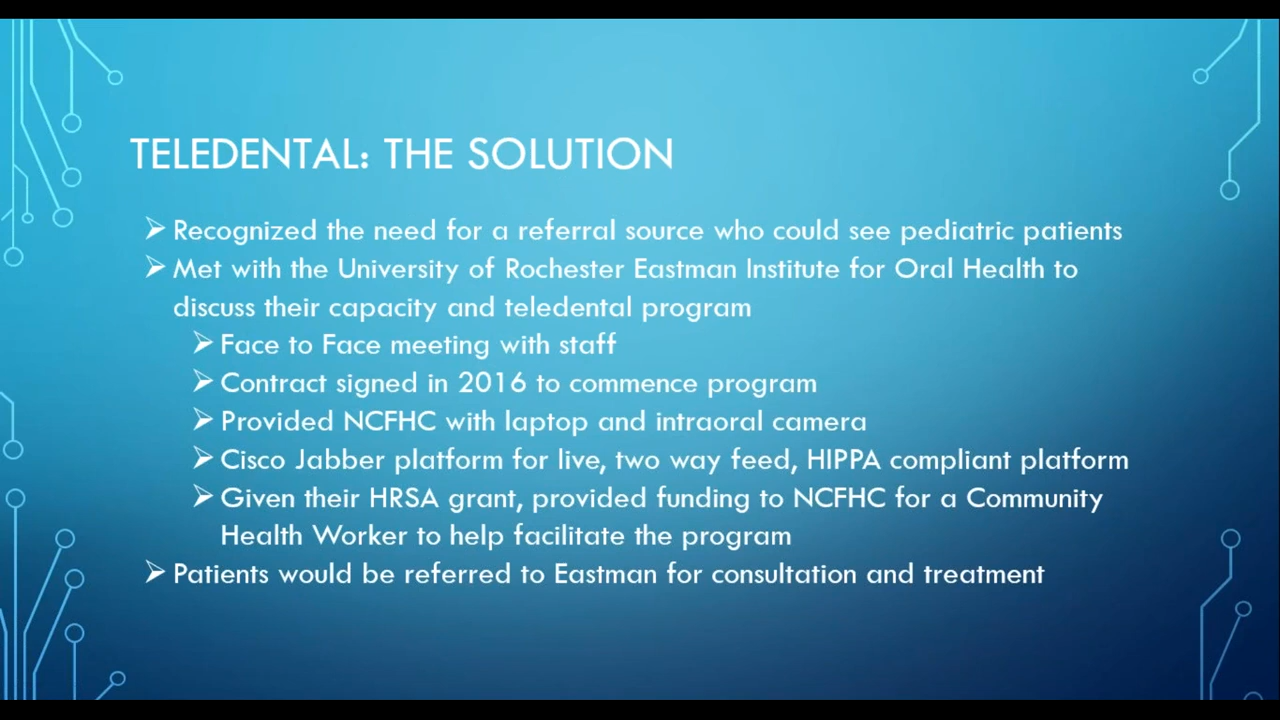 TELEDENTAL: THE SOLUTION
➢ Recognized the need for a referral source who could see pediatric patients
➢ Met with the University of Rochester Eastman Institute for Oral Health to
discuss their capacity and teledental program
➢ Face to Face meeting with staff
➢ Contract signed in 2016 to commence program
➢ Provided NCFHC with laptop and intraoral camera
➢ Cisco Jabber platform for live, two way feed, HIPPA compliant platform
➢ Given their HRSA grant, provided funding to NCFHC for a Community
Health Worker to help facilitate the program
➢ Patients would be referred to Eastman for consultation and treatment